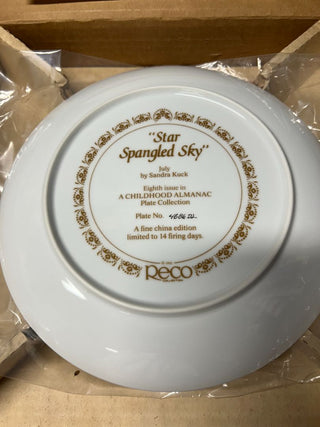 "Star
Spangled Sky"
July
by Sandra Kuck
Eighth issue in
A CHILDHOOD ALMANAC
Plate Collection
Plate No.
A fine china edition
limited to 14 firing days.
Reco